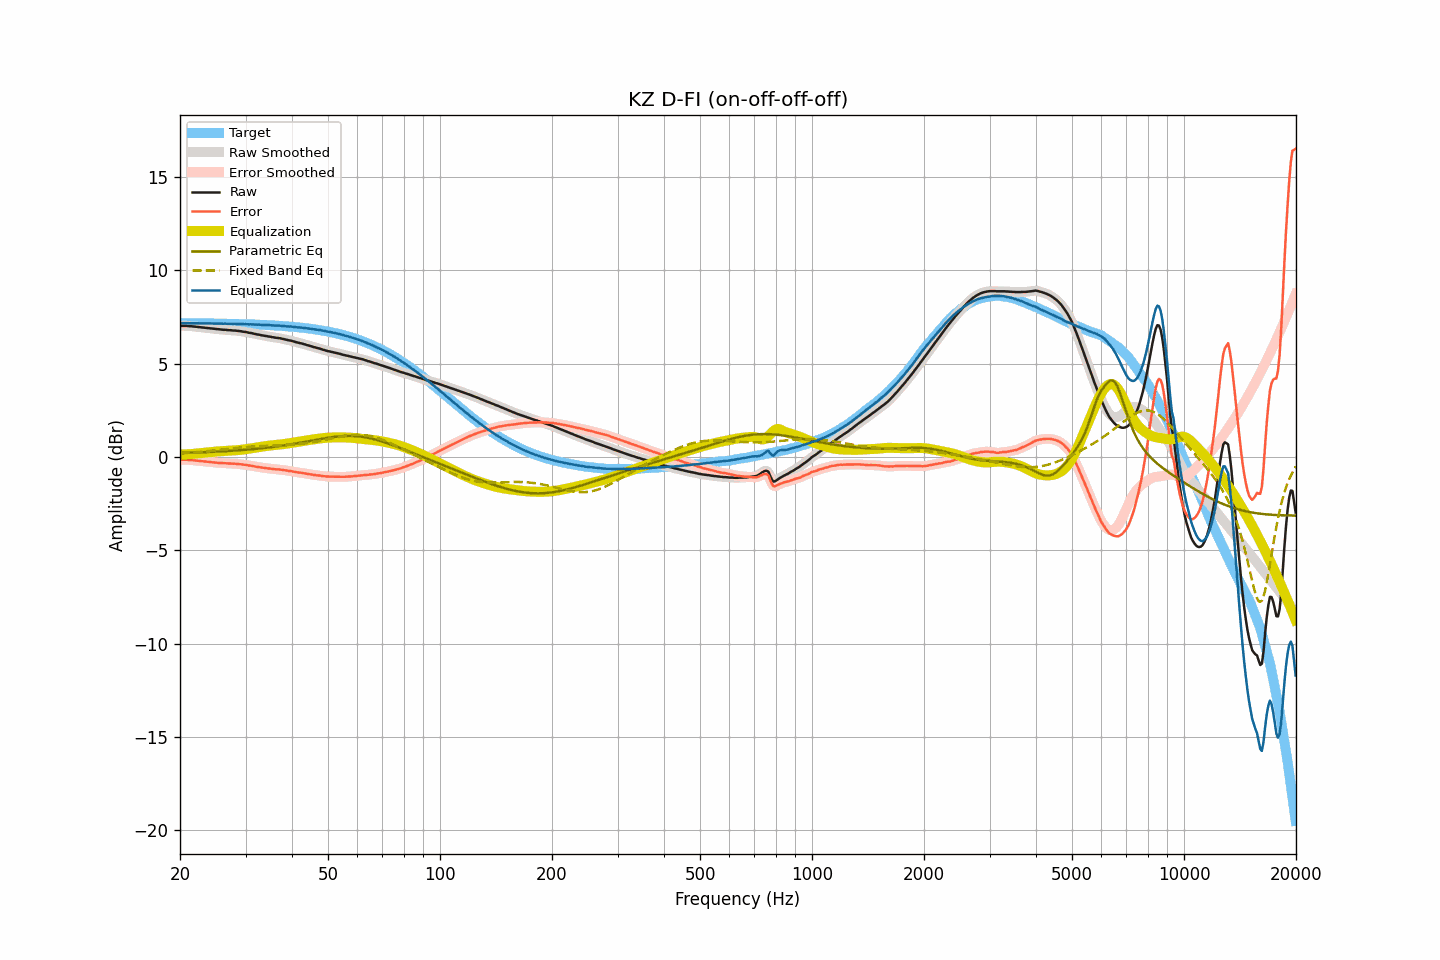 KZ D-FI (on-off-off-off)
Target
Raw Smoothed
Error Smoothed
Raw
Error
Equalization
Parametric Eq
Fixed Band Eq
Equalized
15
10
5
0
−5
−10
−15
−20
Amplitude (dBr)
20 50 100 200 500 1000 2000 5000 10000 20000
Frequency (Hz)